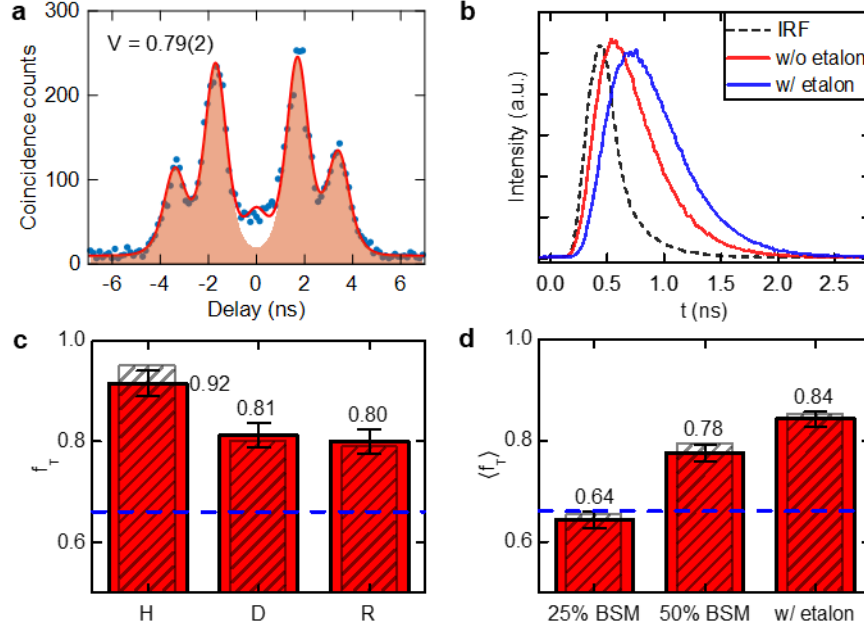 a
V = 0.79(2)
Coincidence counts
300
200
100
0
−6
−4
−2
0
2
4
6
Delay (ns)
b
IRF
w/o etalon
w/ etalon
Intensity (a.u.)
0.0
0.5
1.0
1.5
2.0
2.5
t (ns)
c
f_T
1.0
0.8
0.6
0.92
0.81
0.80
H
D
R
d
⟨f_T⟩
1.0
0.8
0.6
0.64
0.78
0.84
25% BSM
50% BSM
w/ etalon